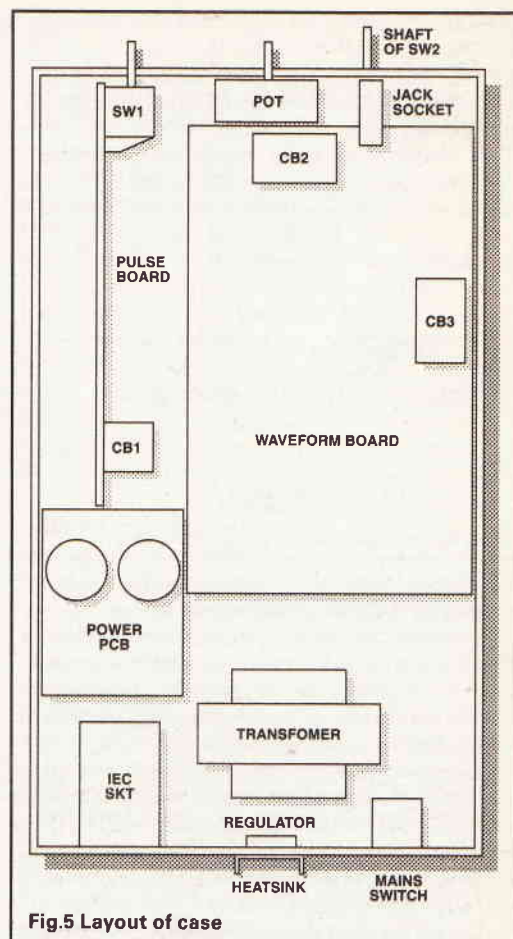 SHAFT
OF SW2
SW1
POT
JACK
SOCKET
CB2
PULSE
BOARD
CB3
CB1
WAVEFORM BOARD
POWER
PCB
TRANSFOMER
IEC
SKT
REGULATOR
HEATSINK
MAINS
SWITCH
Fig.5 Layout of case